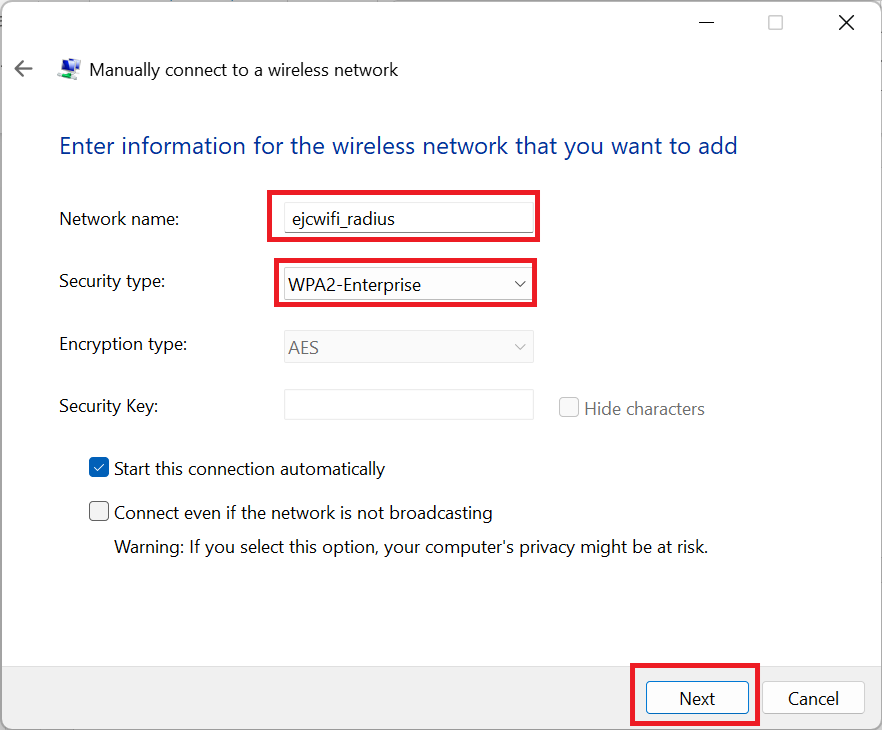 Manually connect to a wireless network
Enter information for the wireless network that you want to add
Network name:
ejcwifi_radius
Security type:
WPA2-Enterprise
Encryption type:
AES
Security Key:
Hide characters
Start this connection automatically
Connect even if the network is not broadcasting
Warning: If you select this option, your computer's privacy might be at risk.
Next
Cancel